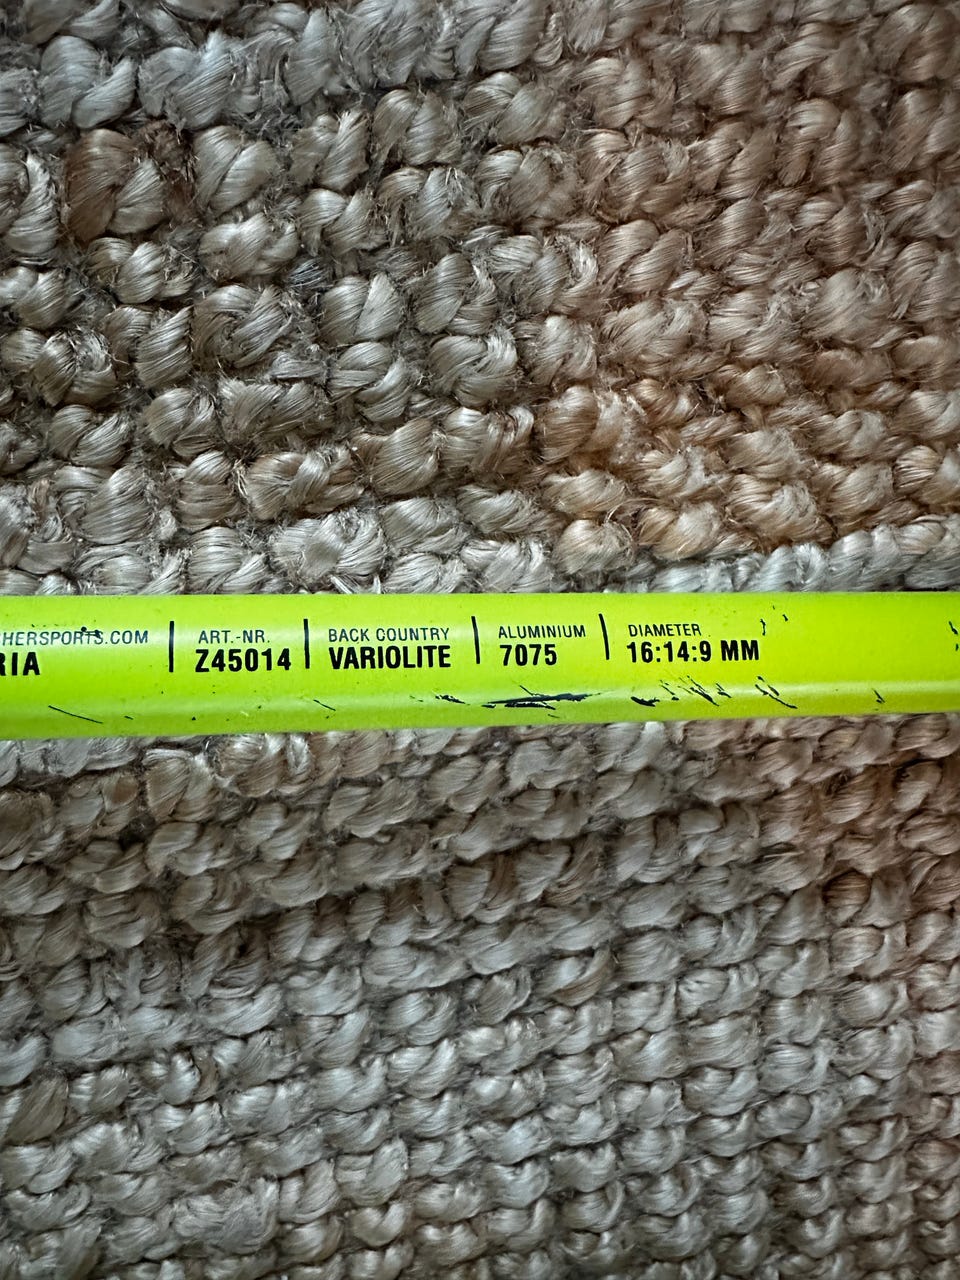 HERSPORTS.COM
RIA
ART.-NR.
Z45014
BACK COUNTRY
VARIOLITE
ALUMINIUM
7075
DIAMETER
16:14:9 MM